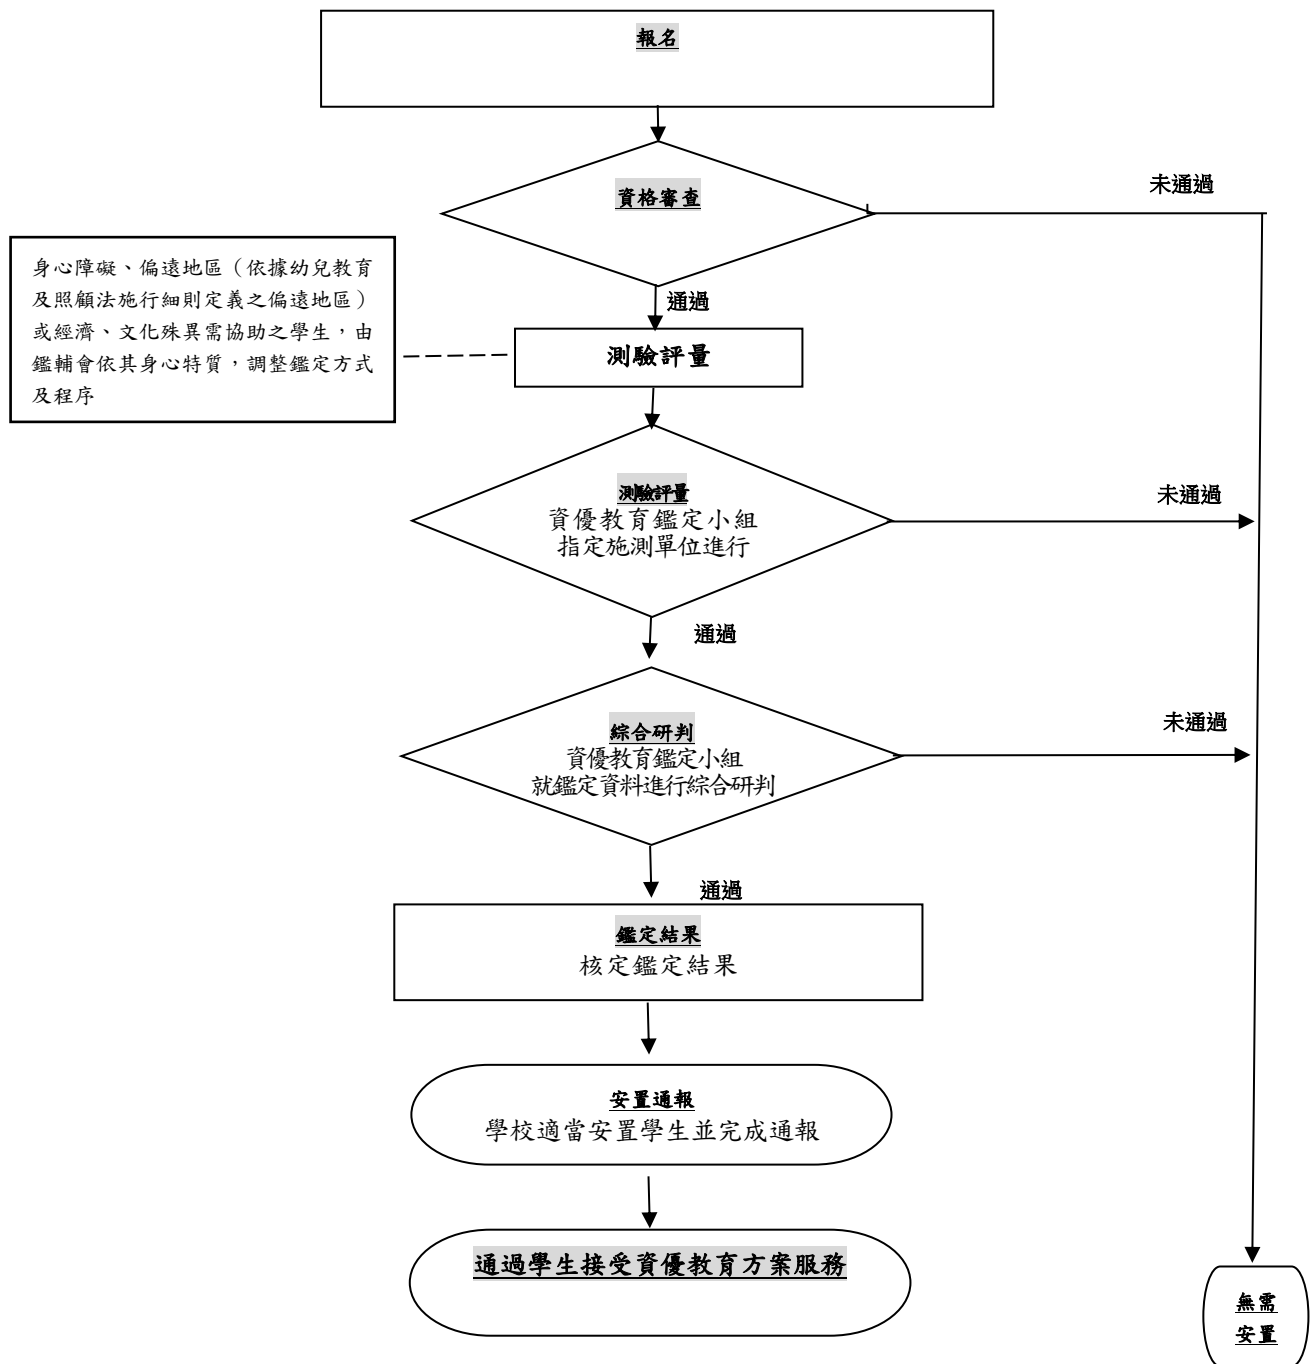 報名
資格審查
未通過
身心障礙、偏遠地區（依據幼兒教育
及照顧法施行細則定義之偏遠地區）
或經濟、文化殊異需協助之學生，由
鑑輔會依其身心特質，調整鑑定方式
及程序
通過
測驗評量
測驗評量
資優教育鑑定小組
指定施測單位進行
未通過
通過
綜合研判
資優教育鑑定小組
就鑑定資料進行綜合研判
未通過
通過
鑑定結果
核定鑑定結果
安置通報
學校適當安置學生並完成通報
通過學生接受資優教育方案服務
無需
安置